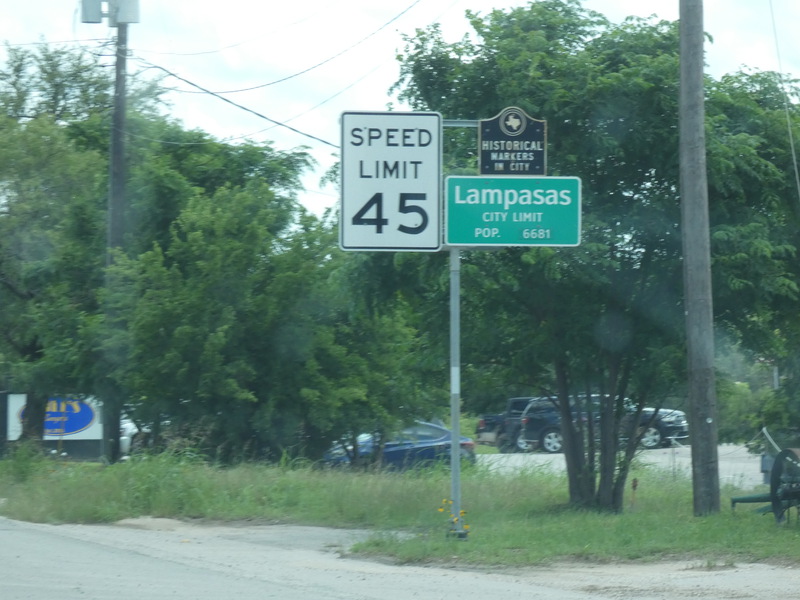 SPEED
LIMIT
45
HISTORICAL
MARKERS
IN CITY
Lampasas
CITY LIMIT
POP. 6681